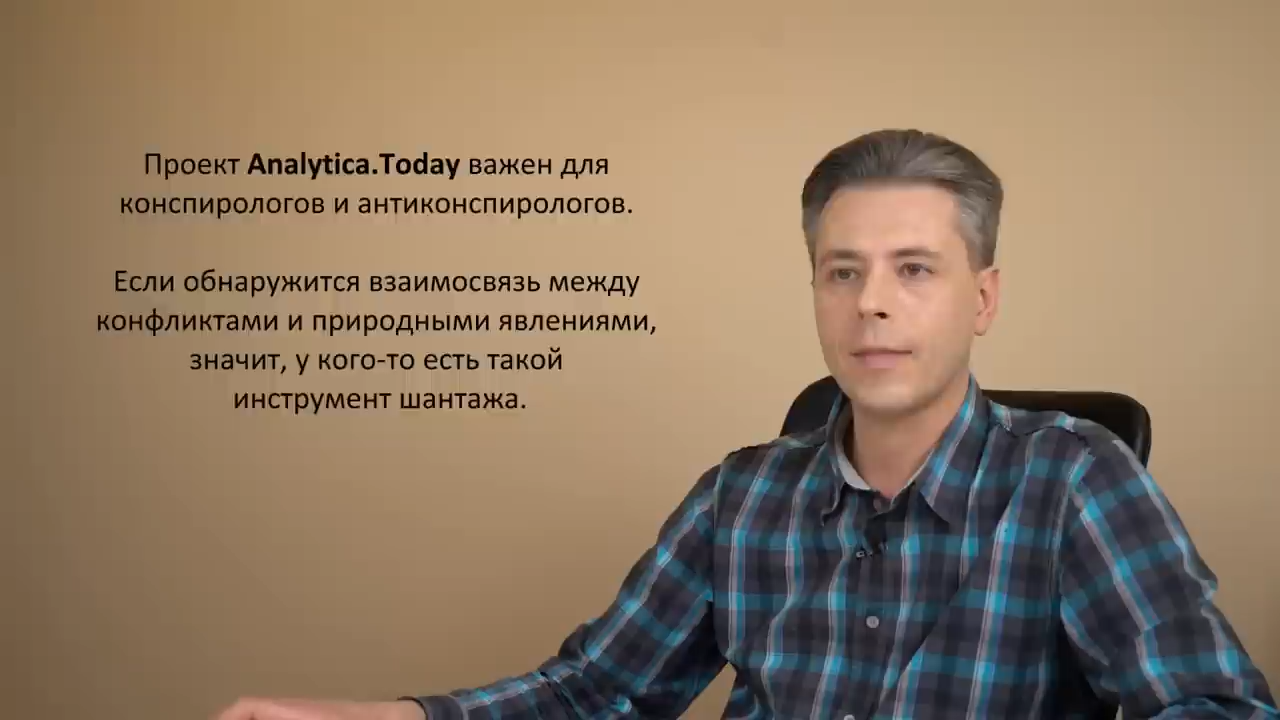 Проект Analytica.Today важен для
конспирологов и антиконспирологов.
Если обнаружится взаимосвязь между
конфликтами и природными явлениями,
значит, у кого-то есть такой
инструмент шантажа.